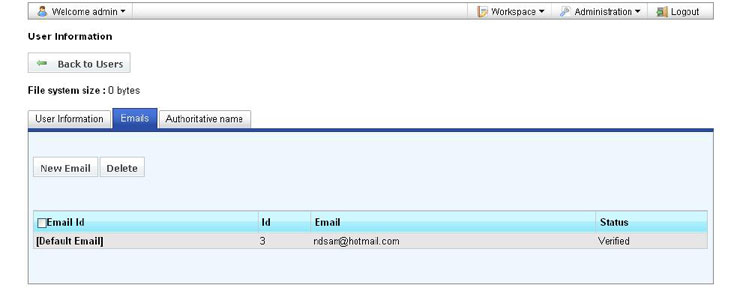 Welcome admin Workspace Administration Logout
User Information
Back to Users
File system size : 0 bytes
User Information Emails Authoritative name
New Email Delete
Email Id Id Email Status
[Default Email] 3 ndsarr@hotmail.com Verified